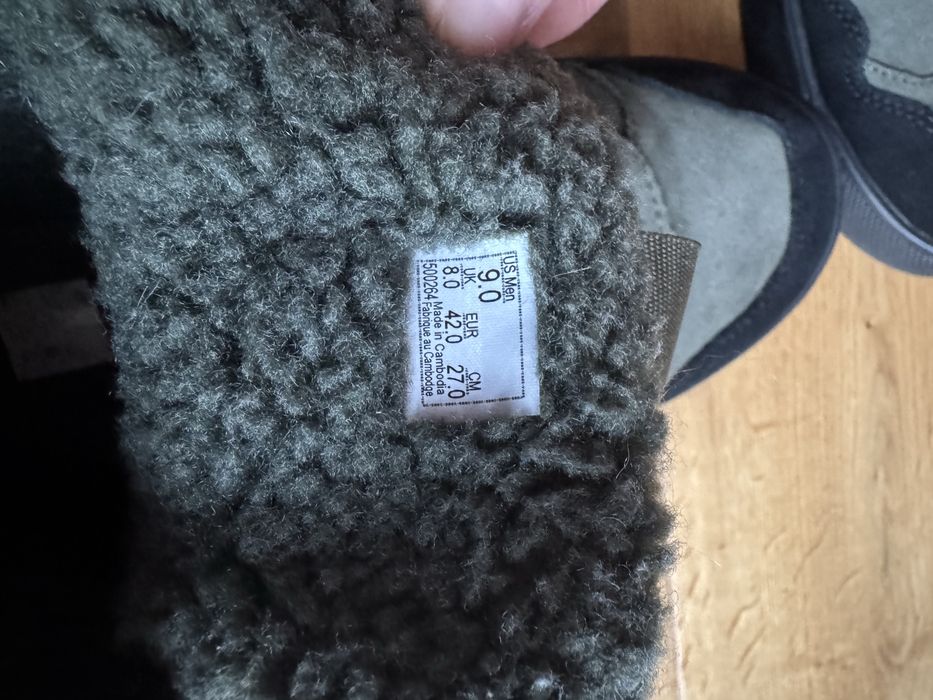 US Men
9.0
UK EUR CM
8.0 42.0 27.0
500264 Made in Cambodia
Fabrique au Cambodge